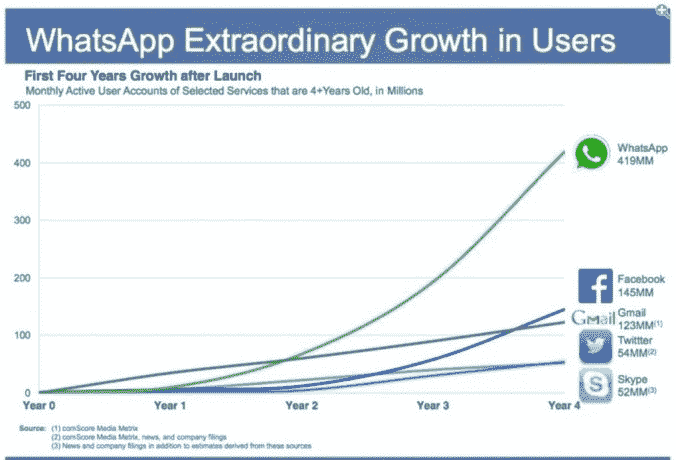 WhatsApp Extraordinary Growth in Users
First Four Years Growth after Launch
Monthly Active User Accounts of Selected Services that are 4+Years Old, in Millions
500
400
300
200
100
0
Year 0
Year 1
Year 2
Year 3
Year 4
WhatsApp
419MM
Facebook
145MM
Gmail
Gmail
123MM(1)
Twittter
54MM(2)
Skype
52MM(3)
Source: (1) comScore Media Metrix
(2) comScore Media Metrix, news, and company filings
(3) News and company filings in addition to estimates derived from these sources